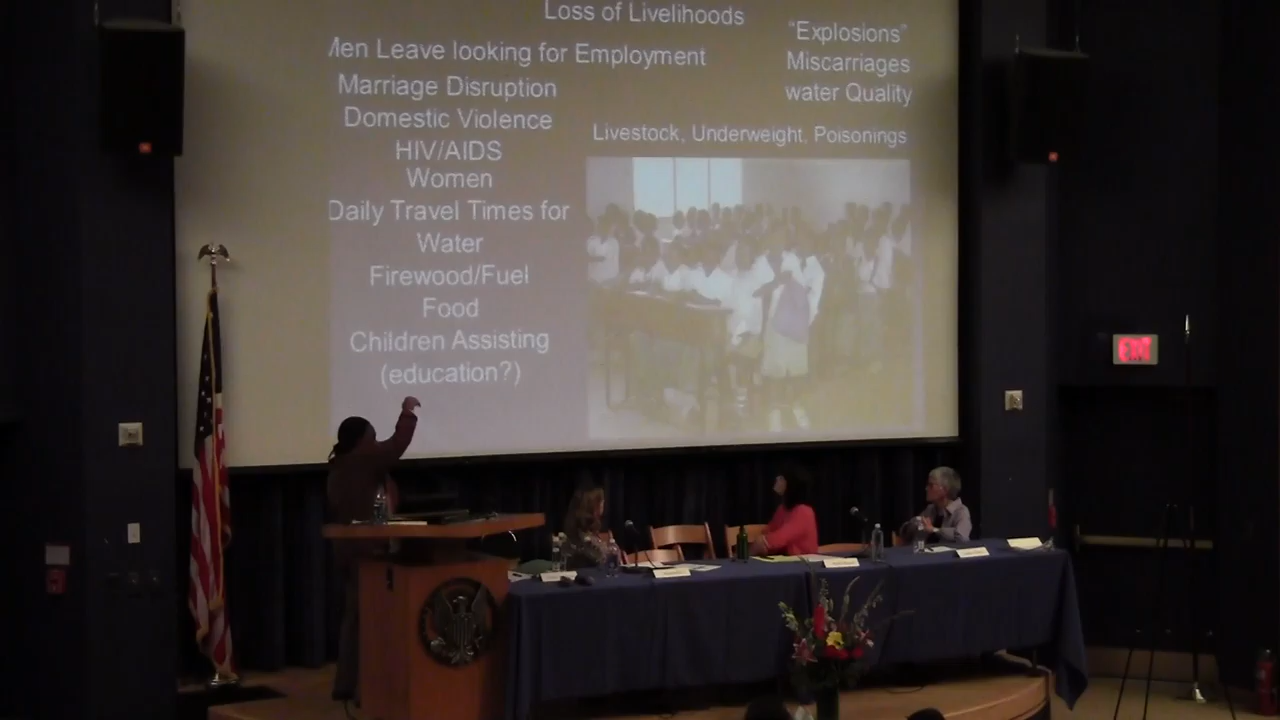 Loss of Livelihoods
Men Leave looking for Employment
Marriage Disruption
Domestic Violence
HIV/AIDS
Women
Daily Travel Times for
Water
Firewood/Fuel
Food
Children Assisting
(education?)
"Explosions"
Miscarriages
water Quality
Livestock, Underweight, Poisonings
EXIT